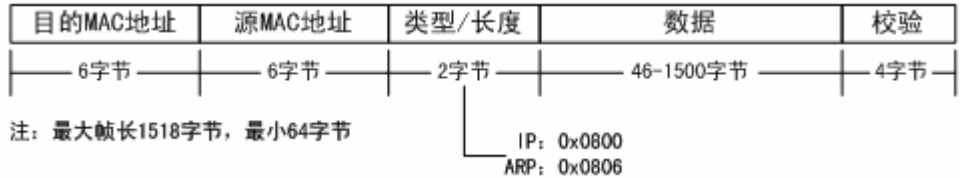 目的MAC地址 源MAC地址 类型/长度 数据 校验
6字节 6字节 2字节 46-1500字节 4字节
注：最大帧长1518字节，最小64字节
IP：0x0800
ARP：0x0806